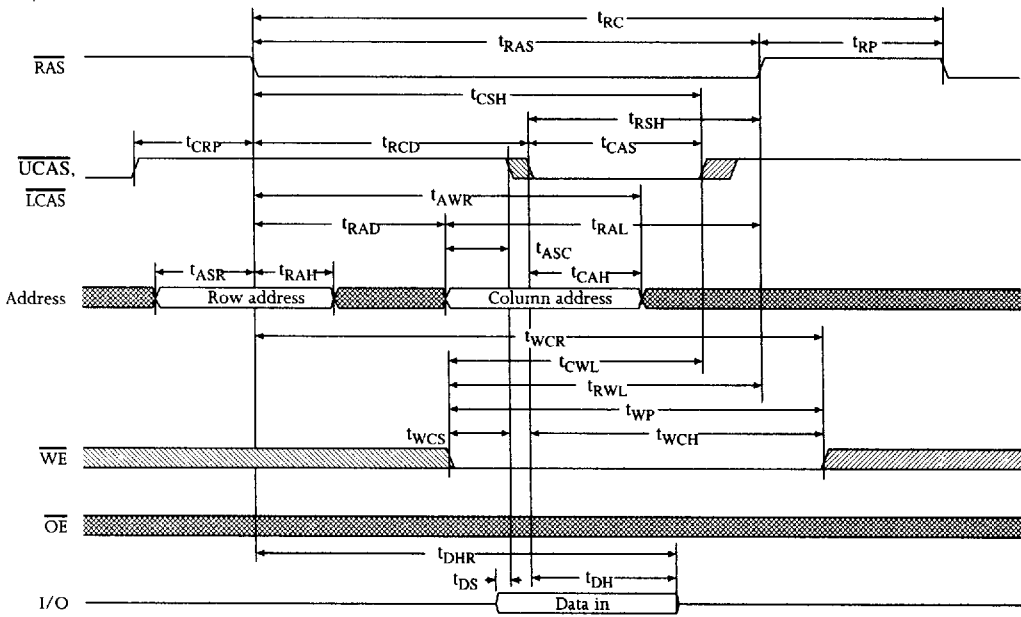 tRC
tRAS
tRP
RAS
tCSH
tRSH
tCRP
tRCD
tCAS
UCAS,
LCAS
tAWR
tRAD
tRAL
tASC
tASR
tRAH
tCAH
Address
Row address
Column address
tWCR
tCWL
tRWL
tWP
tWCS
tWCH
WE
OE
tDHR
tDS
tDH
I/O
Data in